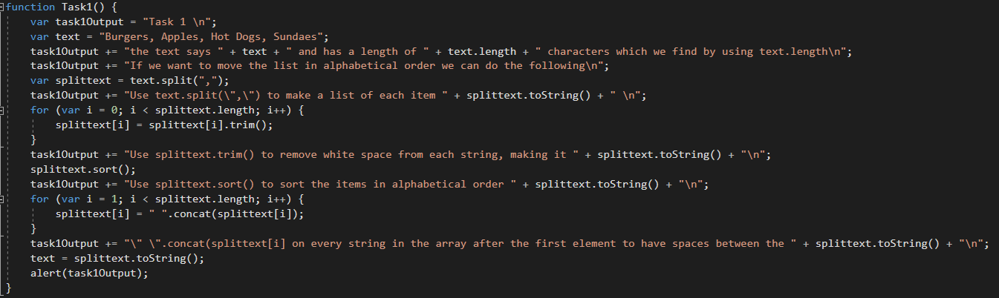 function Task1() {
    var task1Output = "Task 1 \n";
    var text = "Burgers, Apples, Hot Dogs, Sundaes";
    task1Output += "the text says " + text + " and has a length of " + text.length + " characters which we find by using text.length\n";
    task1Output += "If we want to move the list in alphabetical order we can do the following\n";
    var splittext = text.split(",");
    task1Output += "Use text.split(\",\") to make a list of each item " + splittext.toString() + " \n";
    for (var i = 0; i < splittext.length; i++) {
        splittext[i] = splittext[i].trim();
    }
    task1Output += "Use splittext.trim() to remove white space from each string, making it " + splittext.toString() + "\n";
    splittext.sort();
    task1Output += "Use splittext.sort() to sort the items in alphabetical order " + splittext.toString() + "\n";
    for (var i = 1; i < splittext.length; i++) {
        splittext[i] = " ".concat(splittext[i]);
    }
    task1Output += "\" \".concat(splittext[i] on every string in the array after the first element to have spaces between the " + splittext.toString() + "\n";
    text = splittext.toString();
    alert(task1Output);
}